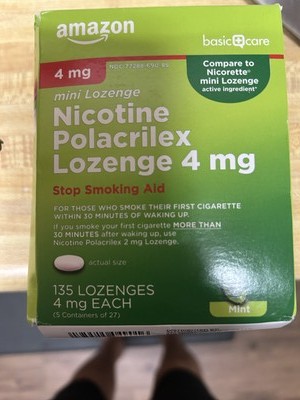 amazon
basic care
4 mg
Compare to
Nicorette®
mini Lozenge
active ingredient*
mini Lozenge
Nicotine
Polacrilex
Lozenge 4 mg
Stop Smoking Aid
FOR THOSE WHO SMOKE THEIR FIRST CIGARETTE
WITHIN 30 MINUTES OF WAKING UP.
If you smoke your first cigarette MORE THAN
30 MINUTES after waking up, use
Nicotine Polacrilex 2 mg Lozenge.
actual size
135 LOZENGES
4 mg EACH
(5 Containers of 27)
Mint